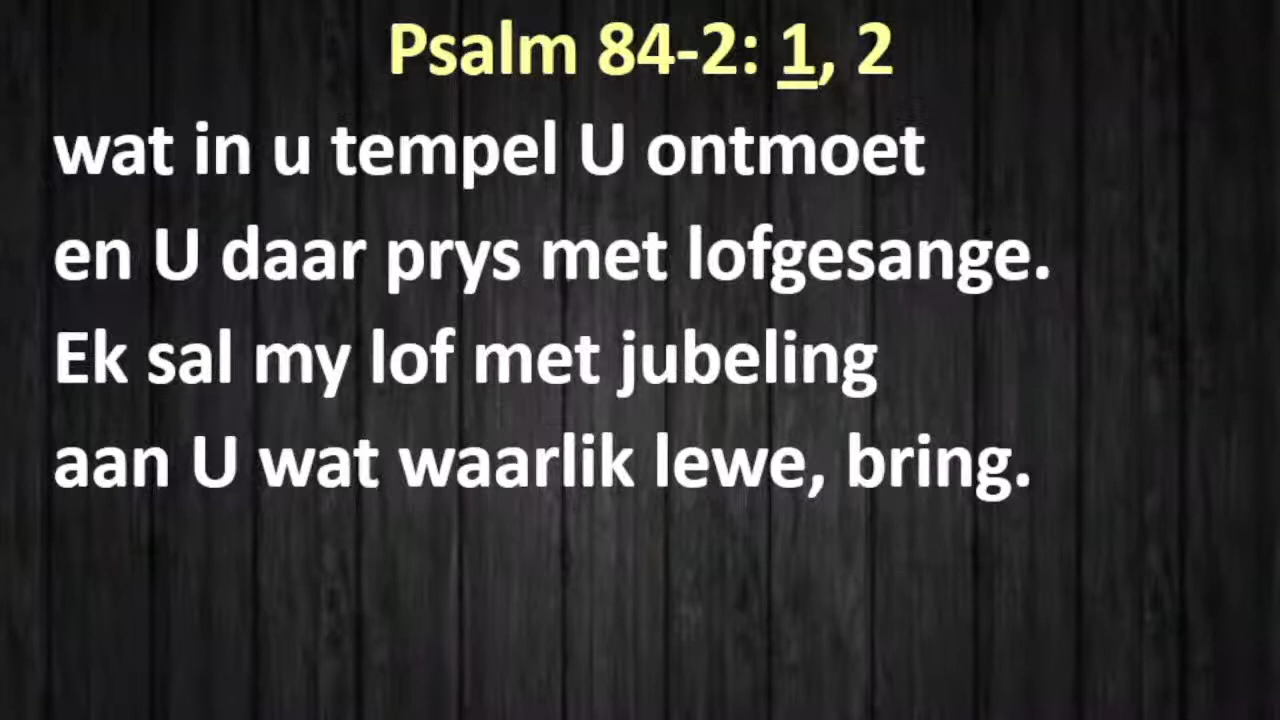 Psalm 84-2: 1, 2
wat in u tempel U ontmoet
en U daar prys met lofgesange.
Ek sal my lof met jubeling
aan U wat waarlik lewe, bring.